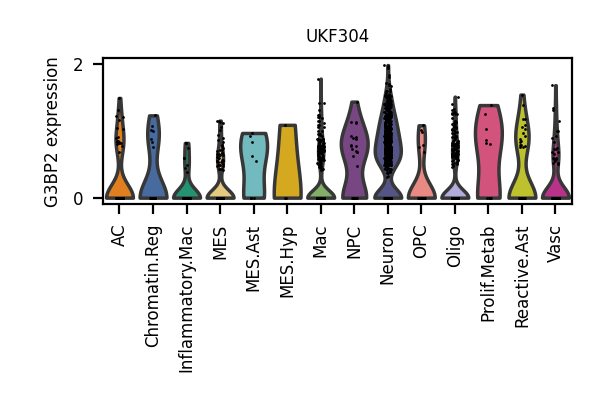 UKF304
G3BP2 expression
2
0
AC
Chromatin.Reg
Inflammatory.Mac
MES
MES.Ast
MES.Hyp
Mac
NPC
Neuron
OPC
Oligo
Prolif.Metab
Reactive.Ast
Vasc